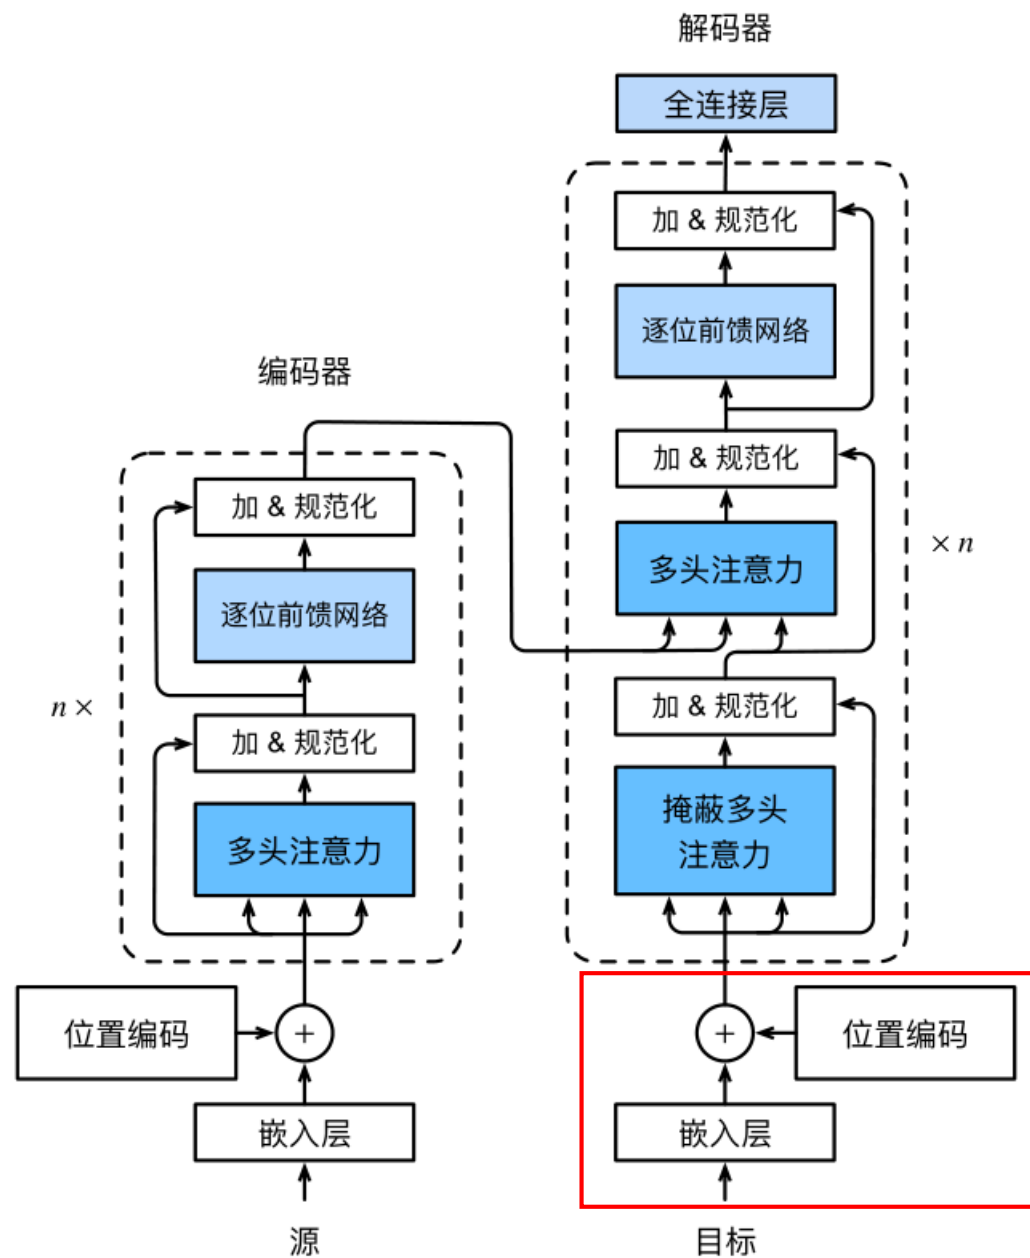 解码器
全连接层
加 & 规范化
逐位前馈网络
加 & 规范化
多头注意力
× n
加 & 规范化
掩蔽多头
注意力
+
位置编码
嵌入层
目标
编码器
加 & 规范化
逐位前馈网络
n ×
加 & 规范化
多头注意力
位置编码
+
嵌入层
源